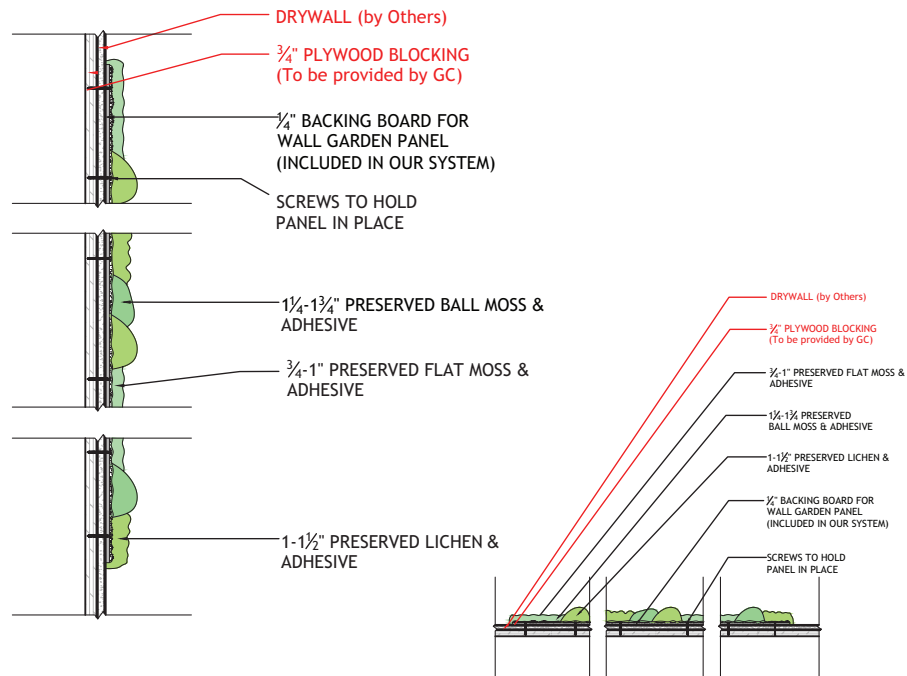 DRYWALL (by Others)
¾" PLYWOOD BLOCKING
(To be provided by GC)
¼" BACKING BOARD FOR
WALL GARDEN PANEL
(INCLUDED IN OUR SYSTEM)
SCREWS TO HOLD
PANEL IN PLACE
1¼-1¾" PRESERVED BALL MOSS &
ADHESIVE
¾-1" PRESERVED FLAT MOSS &
ADHESIVE
1-1½" PRESERVED LICHEN &
ADHESIVE
DRYWALL (by Others)
¾" PLYWOOD BLOCKING
(To be provided by GC)
¾-1" PRESERVED FLAT MOSS &
ADHESIVE
1¼-1¾ PRESERVED
BALL MOSS & ADHESIVE
1-1½" PRESERVED LICHEN &
ADHESIVE
¼" BACKING BOARD FOR
WALL GARDEN PANEL
(INCLUDED IN OUR SYSTEM)
SCREWS TO HOLD
PANEL IN PLACE